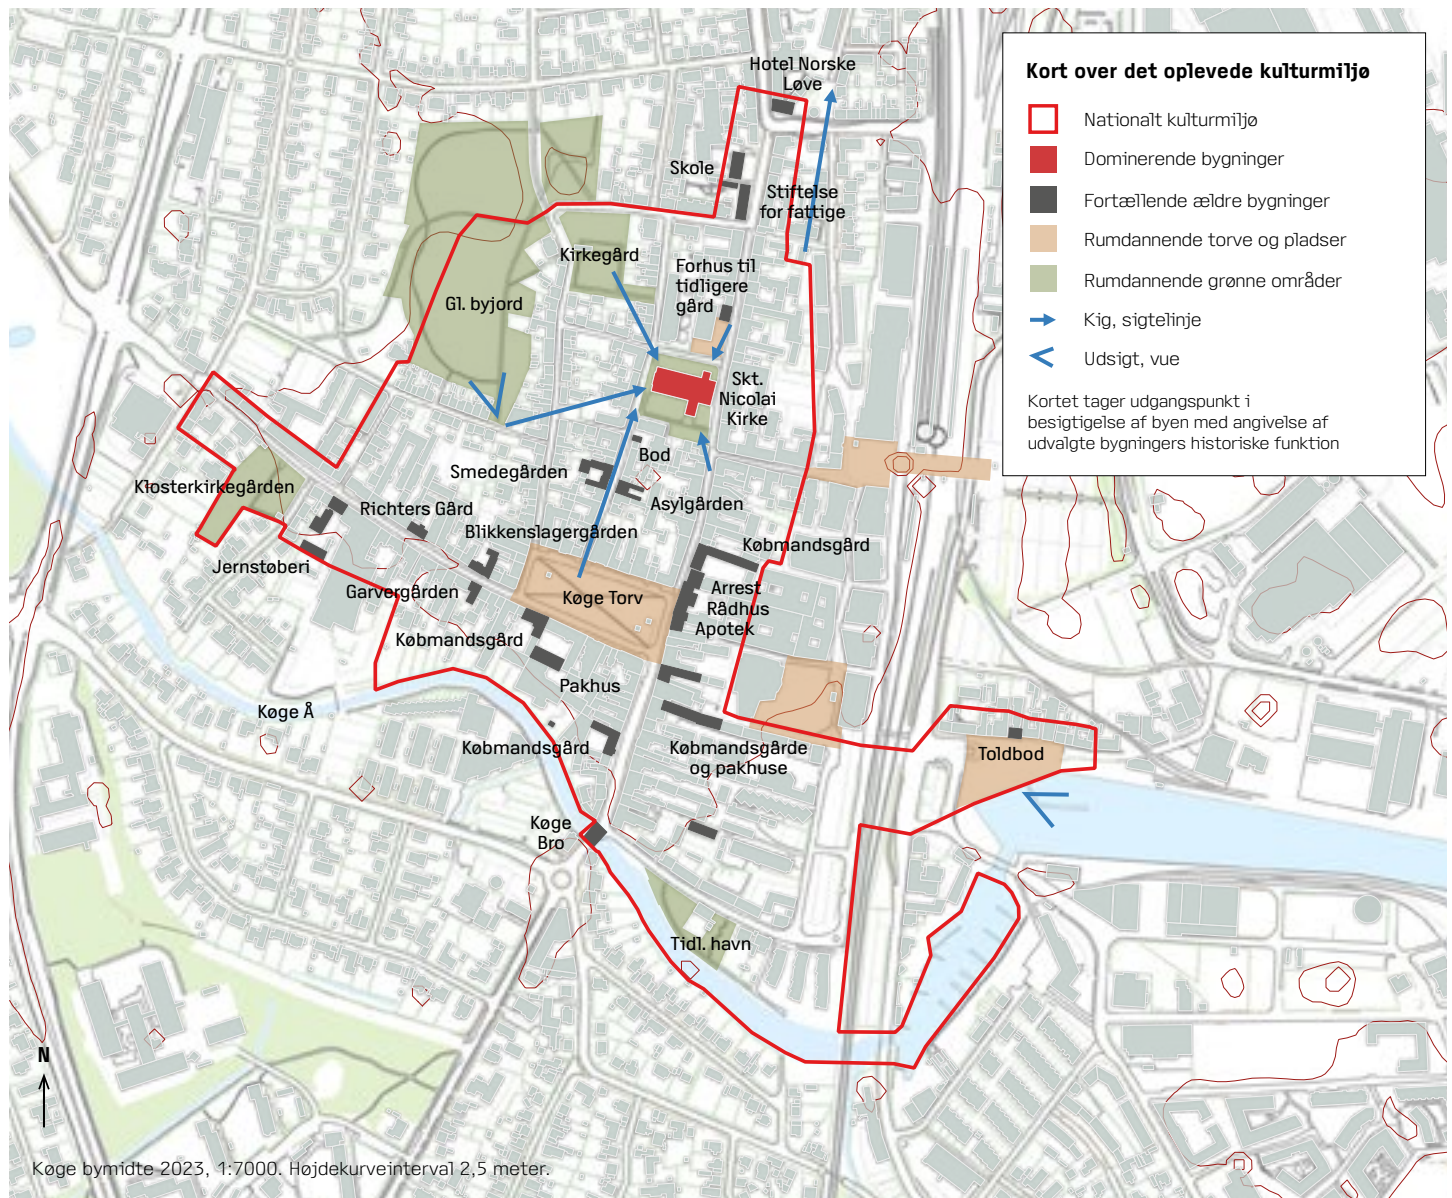 Hotel Norske
Løve
Skole
Stiftelse
for fattige
Kirkegård
Forhus til
tidligere
gård
Gl. byjord
Skt.
Nicolai
Kirke
Klosterkirkegården
Smedegården
Bod
Asylgården
Richters Gård
Blikkenslagergården
Købmandsgård
Jernstøberi
Garvergården
Køge Torv
Arrest
Rådhus
Apotek
Købmandsgård
Pakhus
Køge Å
Købmandsgård
Købmandsgårde
og pakhuse
Toldbod
Køge
Bro
Tidl. havn
Kort over det oplevede kulturmiljø
Nationalt kulturmiljø
Dominerende bygninger
Fortællende ældre bygninger
Rumdannende torve og pladser
Rumdannende grønne områder
Kig, sigtelinje
Udsigt, vue
Kortet tager udgangspunkt i
besigtigelse af byen med angivelse af
udvalgte bygningers historiske funktion
N
Køge bymidte 2023, 1:7000. Højdekurveinterval 2,5 meter.